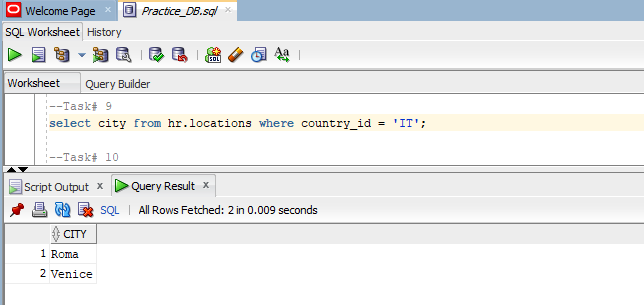 Welcome Page × Practice_DB.sql ×
SQL Worksheet History
Worksheet Query Builder
--Task# 9
select city from hr.locations where country_id = 'IT';
--Task# 10
Script Output × Query Result ×
SQL | All Rows Fetched: 2 in 0.009 seconds
CITY
1 Roma
2 Venice